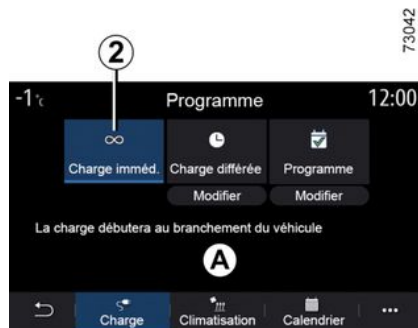 73042
2
-1°c Programme 12:00
Charge imméd. Charge différée Programme
Modifier Modifier
La charge débutera au branchement du véhicule
A
Charge Climatisation Calendrier